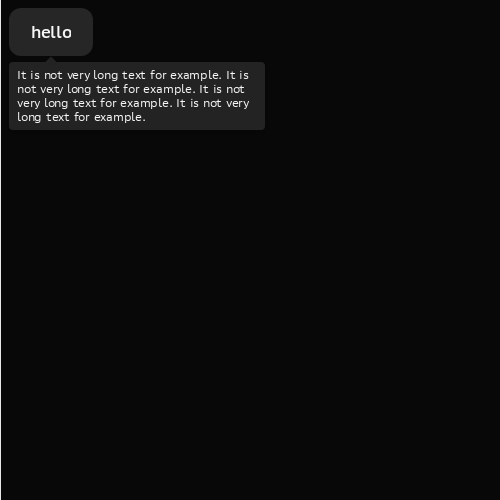 hello
It is not very long text for example. It is
not very long text for example. It is not
very long text for example. It is not very
long text for example.